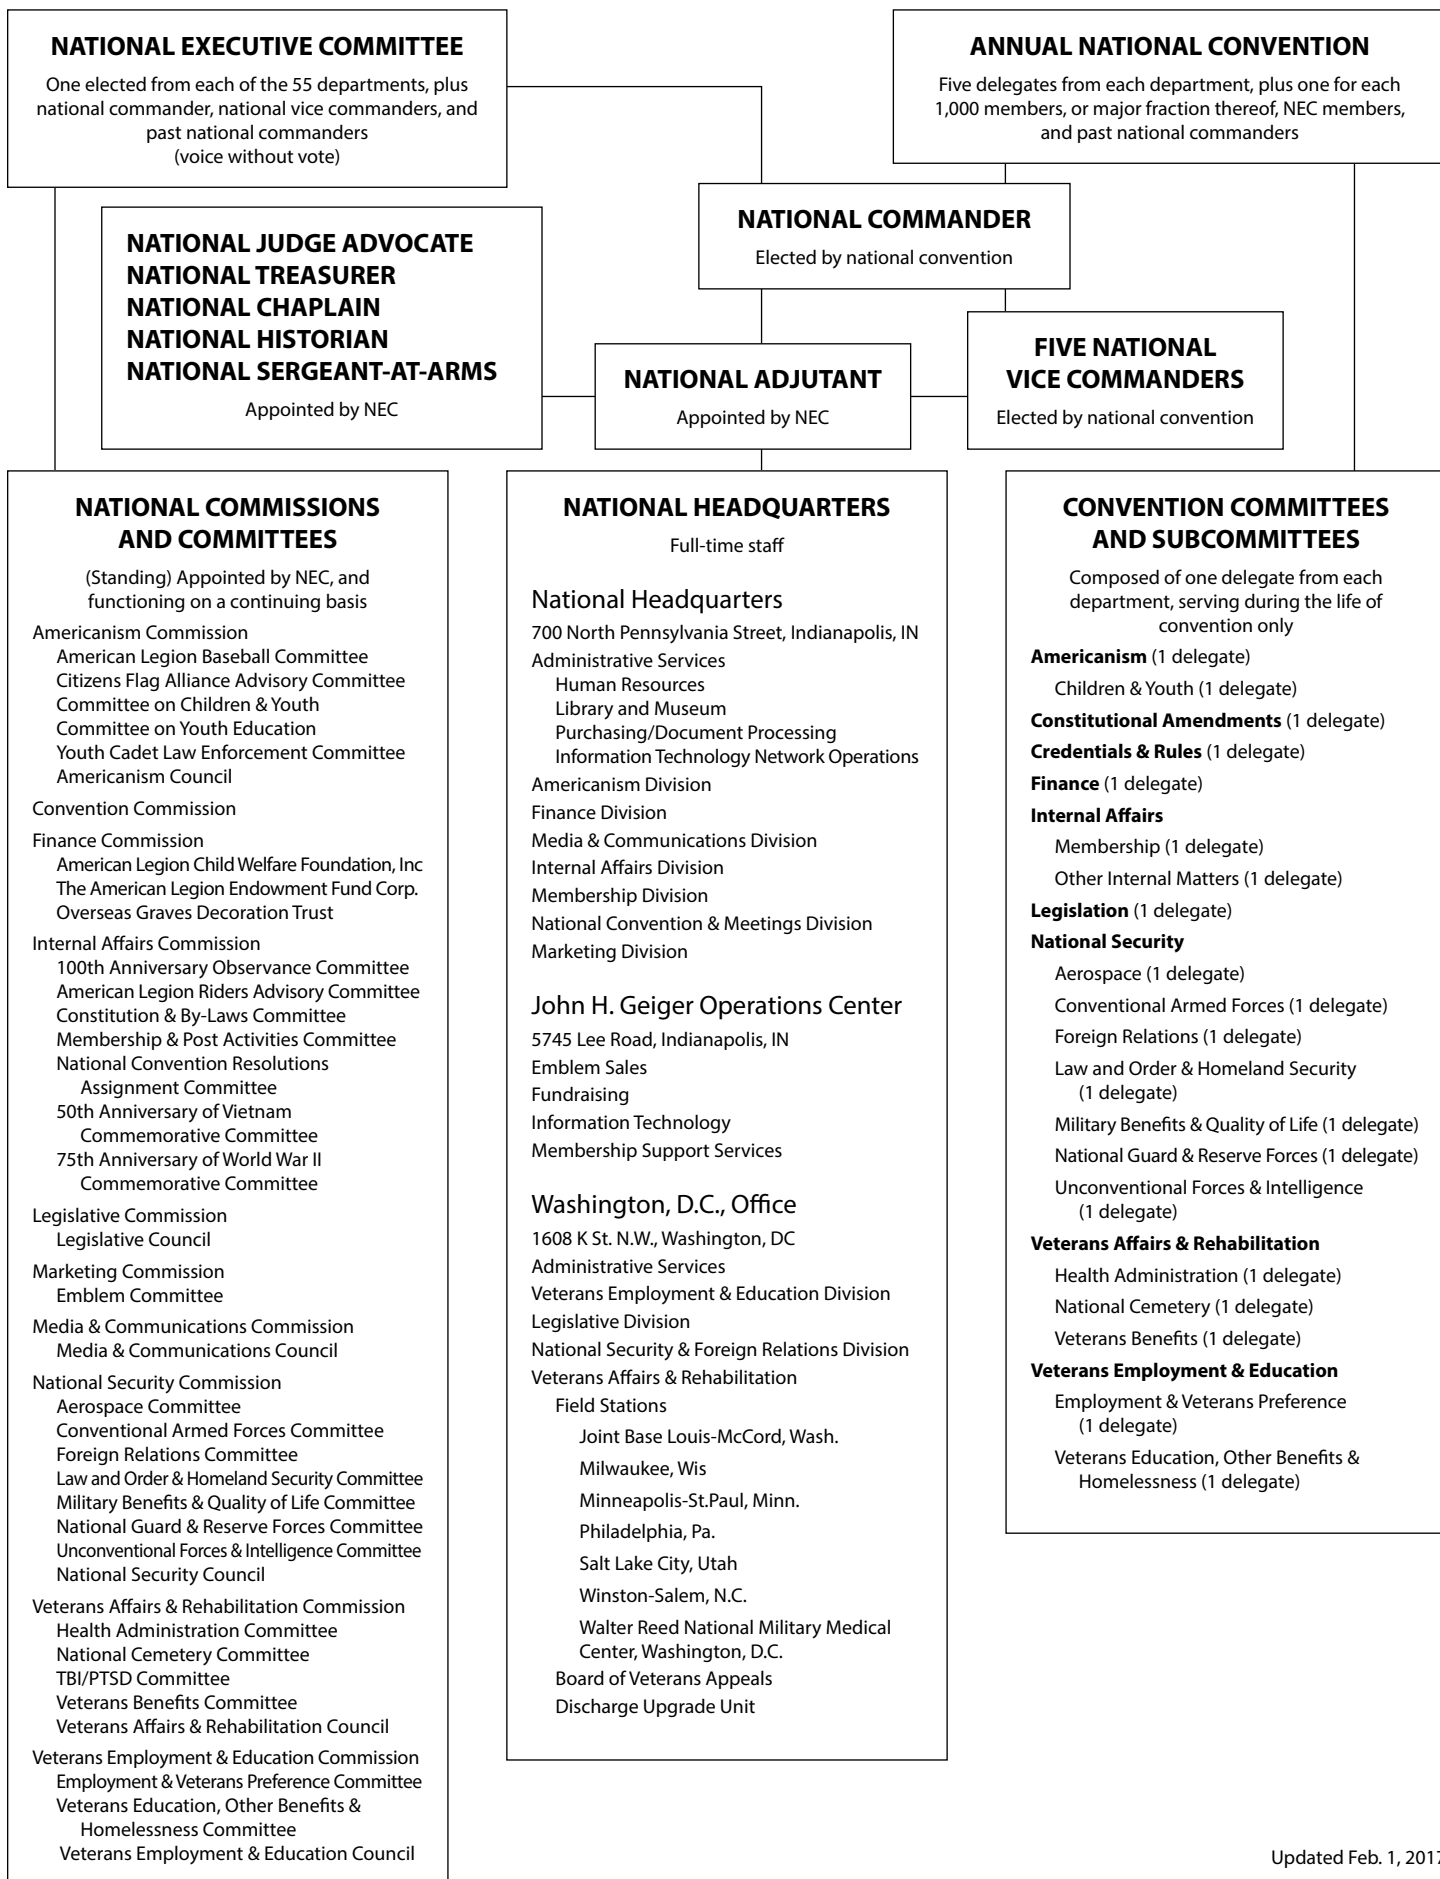 NATIONAL EXECUTIVE COMMITTEE
One elected from each of the 55 departments, plus
national commander, national vice commanders, and
past national commanders
(voice without vote)
ANNUAL NATIONAL CONVENTION
Five delegates from each department, plus one for each
1,000 members, or major fraction thereof, NEC members,
and past national commanders
NATIONAL COMMANDER
Elected by national convention
NATIONAL JUDGE ADVOCATE
NATIONAL TREASURER
NATIONAL CHAPLAIN
NATIONAL HISTORIAN
NATIONAL SERGEANT-AT-ARMS
Appointed by NEC
NATIONAL ADJUTANT
Appointed by NEC
FIVE NATIONAL
VICE COMMANDERS
Elected by national convention
NATIONAL COMMISSIONS
AND COMMITTEES
(Standing) Appointed by NEC, and
functioning on a continuing basis
Americanism Commission
American Legion Baseball Committee
Citizens Flag Alliance Advisory Committee
Committee on Children & Youth
Committee on Youth Education
Youth Cadet Law Enforcement Committee
Americanism Council
Convention Commission
Finance Commission
American Legion Child Welfare Foundation, Inc
The American Legion Endowment Fund Corp.
Overseas Graves Decoration Trust
Internal Affairs Commission
100th Anniversary Observance Committee
American Legion Riders Advisory Committee
Constitution & By-Laws Committee
Membership & Post Activities Committee
National Convention Resolutions
Assignment Committee
50th Anniversary of Vietnam
Commemorative Committee
75th Anniversary of World War II
Commemorative Committee
Legislative Commission
Legislative Council
Marketing Commission
Emblem Committee
Media & Communications Commission
Media & Communications Council
National Security Commission
Aerospace Committee
Conventional Armed Forces Committee
Foreign Relations Committee
Law and Order & Homeland Security Committee
Military Benefits & Quality of Life Committee
National Guard & Reserve Forces Committee
Unconventional Forces & Intelligence Committee
National Security Council
Veterans Affairs & Rehabilitation Commission
Health Administration Committee
National Cemetery Committee
TBI/PTSD Committee
Veterans Benefits Committee
Veterans Affairs & Rehabilitation Council
Veterans Employment & Education Commission
Employment & Veterans Preference Committee
Veterans Education, Other Benefits &
Homelessness Committee
Veterans Employment & Education Council
NATIONAL HEADQUARTERS
Full-time staff
National Headquarters
700 North Pennsylvania Street, Indianapolis, IN
Administrative Services
Human Resources
Library and Museum
Purchasing/Document Processing
Information Technology Network Operations
Americanism Division
Finance Division
Media & Communications Division
Internal Affairs Division
Membership Division
National Convention & Meetings Division
Marketing Division
John H. Geiger Operations Center
5745 Lee Road, Indianapolis, IN
Emblem Sales
Fundraising
Information Technology
Membership Support Services
Washington, D.C., Office
1608 K St. N.W., Washington, DC
Administrative Services
Veterans Employment & Education Division
Legislative Division
National Security & Foreign Relations Division
Veterans Affairs & Rehabilitation
Field Stations
Joint Base Louis-McCord, Wash.
Milwaukee, Wis
Minneapolis-St.Paul, Minn.
Philadelphia, Pa.
Salt Lake City, Utah
Winston-Salem, N.C.
Walter Reed National Military Medical
Center, Washington, D.C.
Board of Veterans Appeals
Discharge Upgrade Unit
CONVENTION COMMITTEES
AND SUBCOMMITTEES
Composed of one delegate from each
department, serving during the life of
convention only
Americanism (1 delegate)
Children & Youth (1 delegate)
Constitutional Amendments (1 delegate)
Credentials & Rules (1 delegate)
Finance (1 delegate)
Internal Affairs
Membership (1 delegate)
Other Internal Matters (1 delegate)
Legislation (1 delegate)
National Security
Aerospace (1 delegate)
Conventional Armed Forces (1 delegate)
Foreign Relations (1 delegate)
Law and Order & Homeland Security
(1 delegate)
Military Benefits & Quality of Life (1 delegate)
National Guard & Reserve Forces (1 delegate)
Unconventional Forces & Intelligence
(1 delegate)
Veterans Affairs & Rehabilitation
Health Administration (1 delegate)
National Cemetery (1 delegate)
Veterans Benefits (1 delegate)
Veterans Employment & Education
Employment & Veterans Preference
(1 delegate)
Veterans Education, Other Benefits &
Homelessness (1 delegate)
Updated Feb. 1, 2017